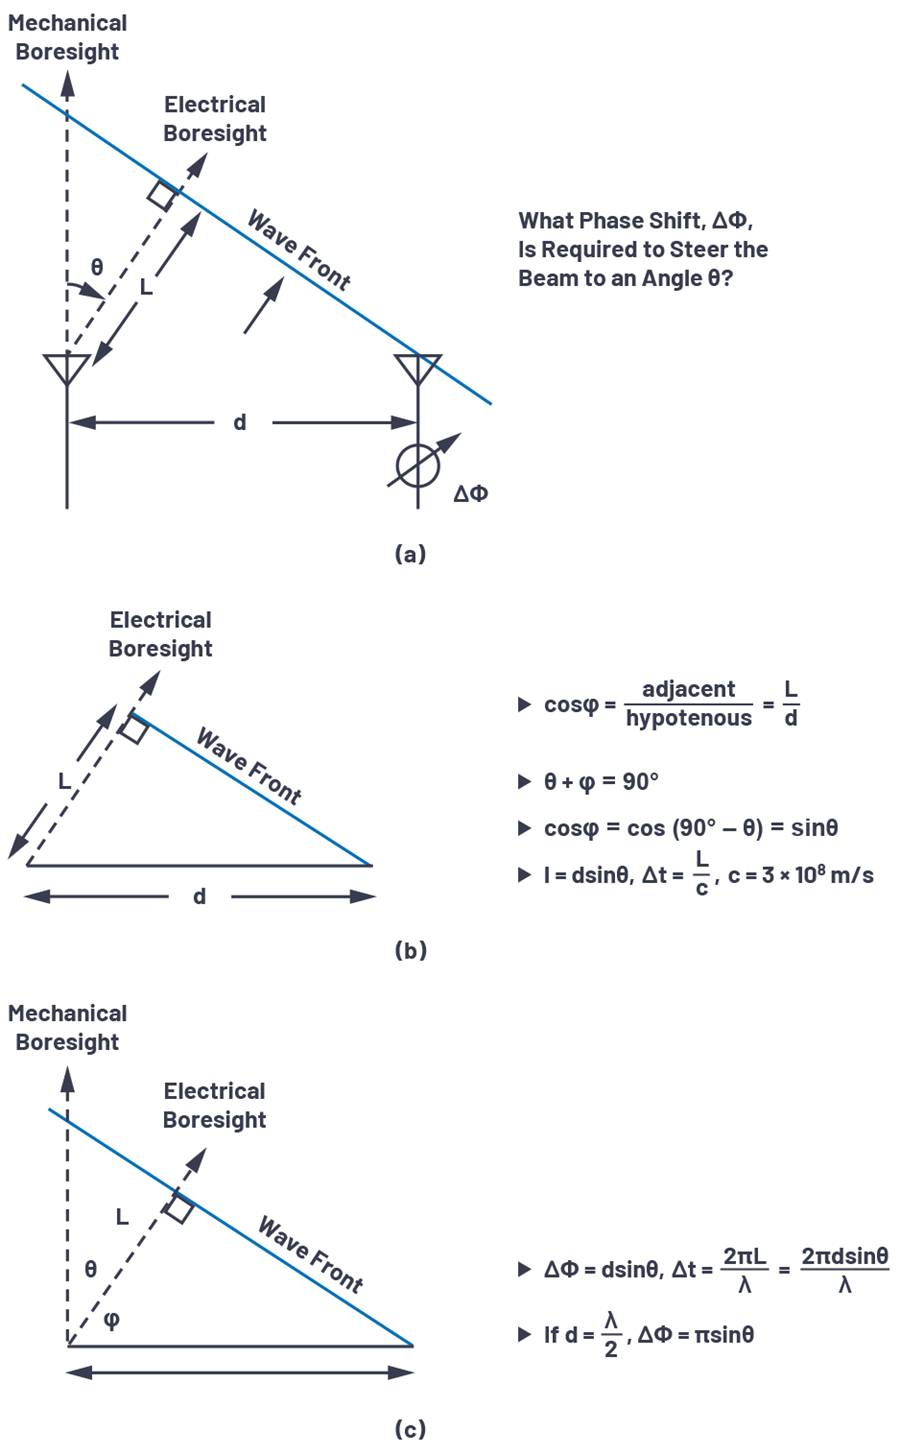 Mechanical
Boresight
Electrical
Boresight
Wave Front
θ
L
d
ΔΦ
What Phase Shift, ΔΦ,
Is Required to Steer the
Beam to an Angle θ?
(a)
Electrical
Boresight
Wave Front
L
d
cosφ = adjacent/hypotenous = L/d
θ + φ = 90°
cosφ = cos (90° – θ) = sinθ
l = dsinθ, Δt = L/c, c = 3 × 10⁸ m/s
(b)
Mechanical
Boresight
Electrical
Boresight
L
Wave Front
θ
φ
ΔΦ = dsinθ, Δt = 2πL/λ = 2πdsinθ/λ
If d = λ/2, ΔΦ = πsinθ
(c)